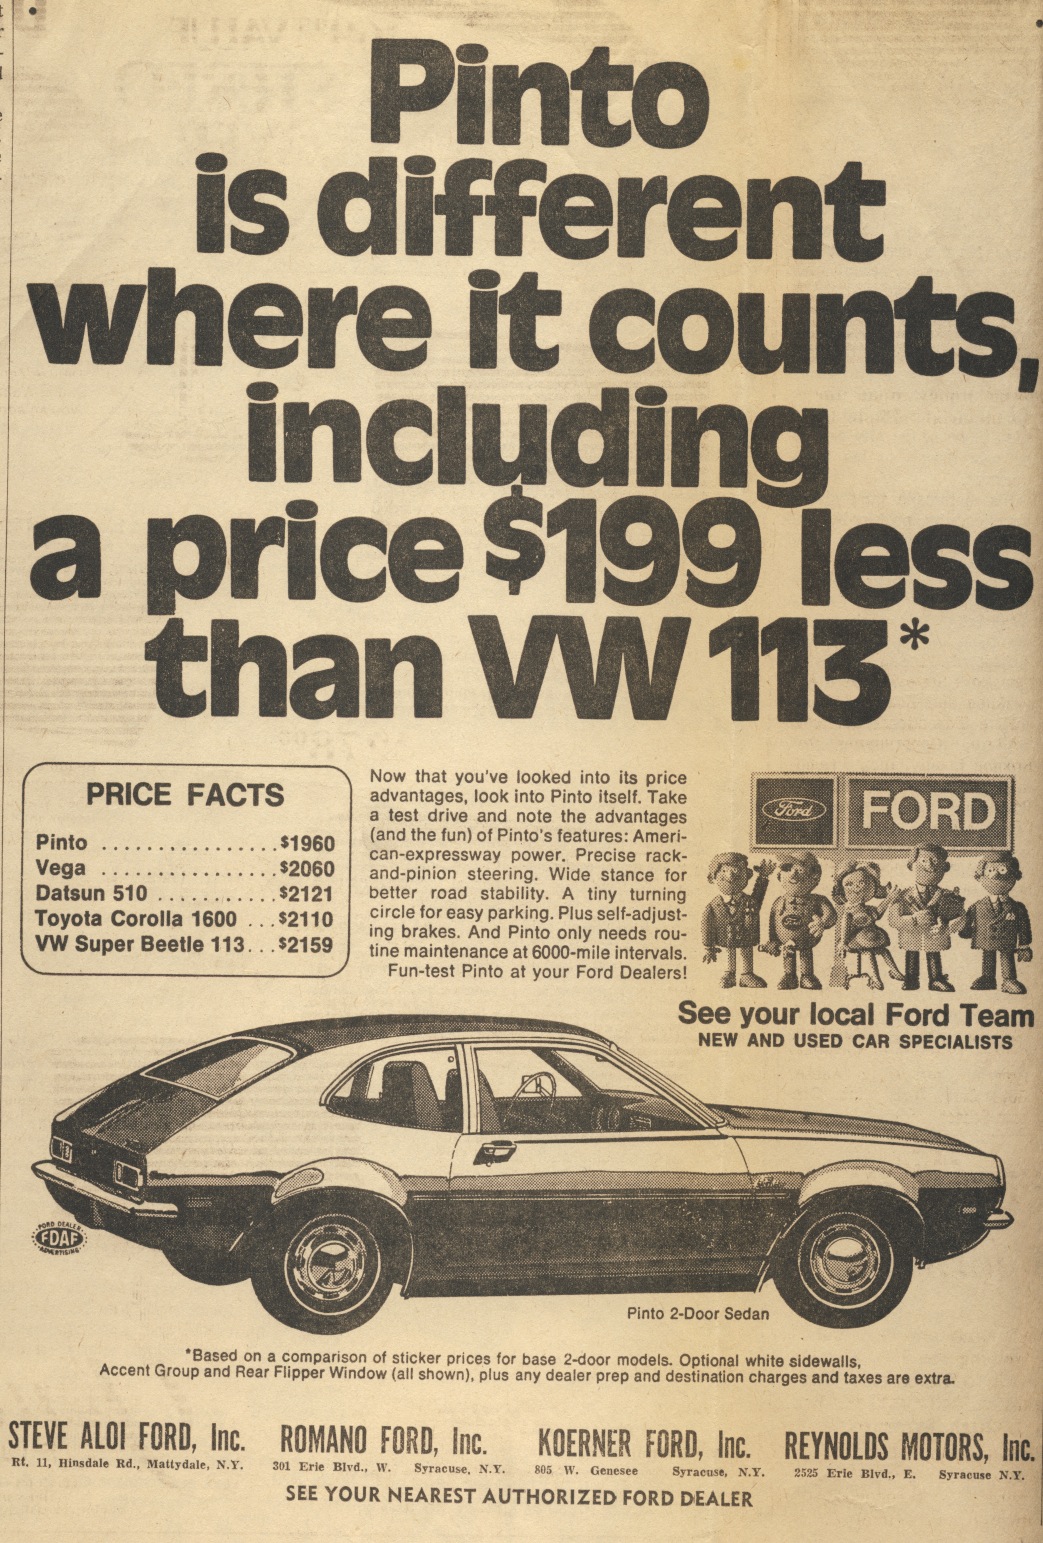 Pinto
is different
where it counts,
including
a price $199 less
than VW 113*
PRICE FACTS
Pinto ................$1960
Vega ................$2060
Datsun 510 ...........$2121
Toyota Corolla 1600 ...$2110
VW Super Beetle 113...$2159
Now that you've looked into its price
advantages, look into Pinto itself. Take
a test drive and note the advantages
(and the fun) of Pinto's features: Ameri-
can-expressway power. Precise rack-
and-pinion steering. Wide stance for
better road stability. A tiny turning
circle for easy parking. Plus self-adjust-
ing brakes. And Pinto only needs rou-
tine maintenance at 6000-mile intervals.
Fun-test Pinto at your Ford Dealers!
Ford
FORD
See your local Ford Team
NEW AND USED CAR SPECIALISTS
FORD DEALER
FDAF
ADVERTISING
Pinto 2-Door Sedan
*Based on a comparison of sticker prices for base 2-door models. Optional white sidewalls,
Accent Group and Rear Flipper Window (all shown), plus any dealer prep and destination charges and taxes are extra.
STEVE ALOI FORD, Inc.
Rt. 11, Hinsdale Rd., Mattydale, N.Y.
ROMANO FORD, Inc.
301 Erie Blvd., W. Syracuse, N.Y.
KOERNER FORD, Inc.
805 W. Genesee Syracuse, N.Y.
REYNOLDS MOTORS, Inc.
2525 Erie Blvd., E. Syracuse N.Y.
SEE YOUR NEAREST AUTHORIZED FORD DEALER